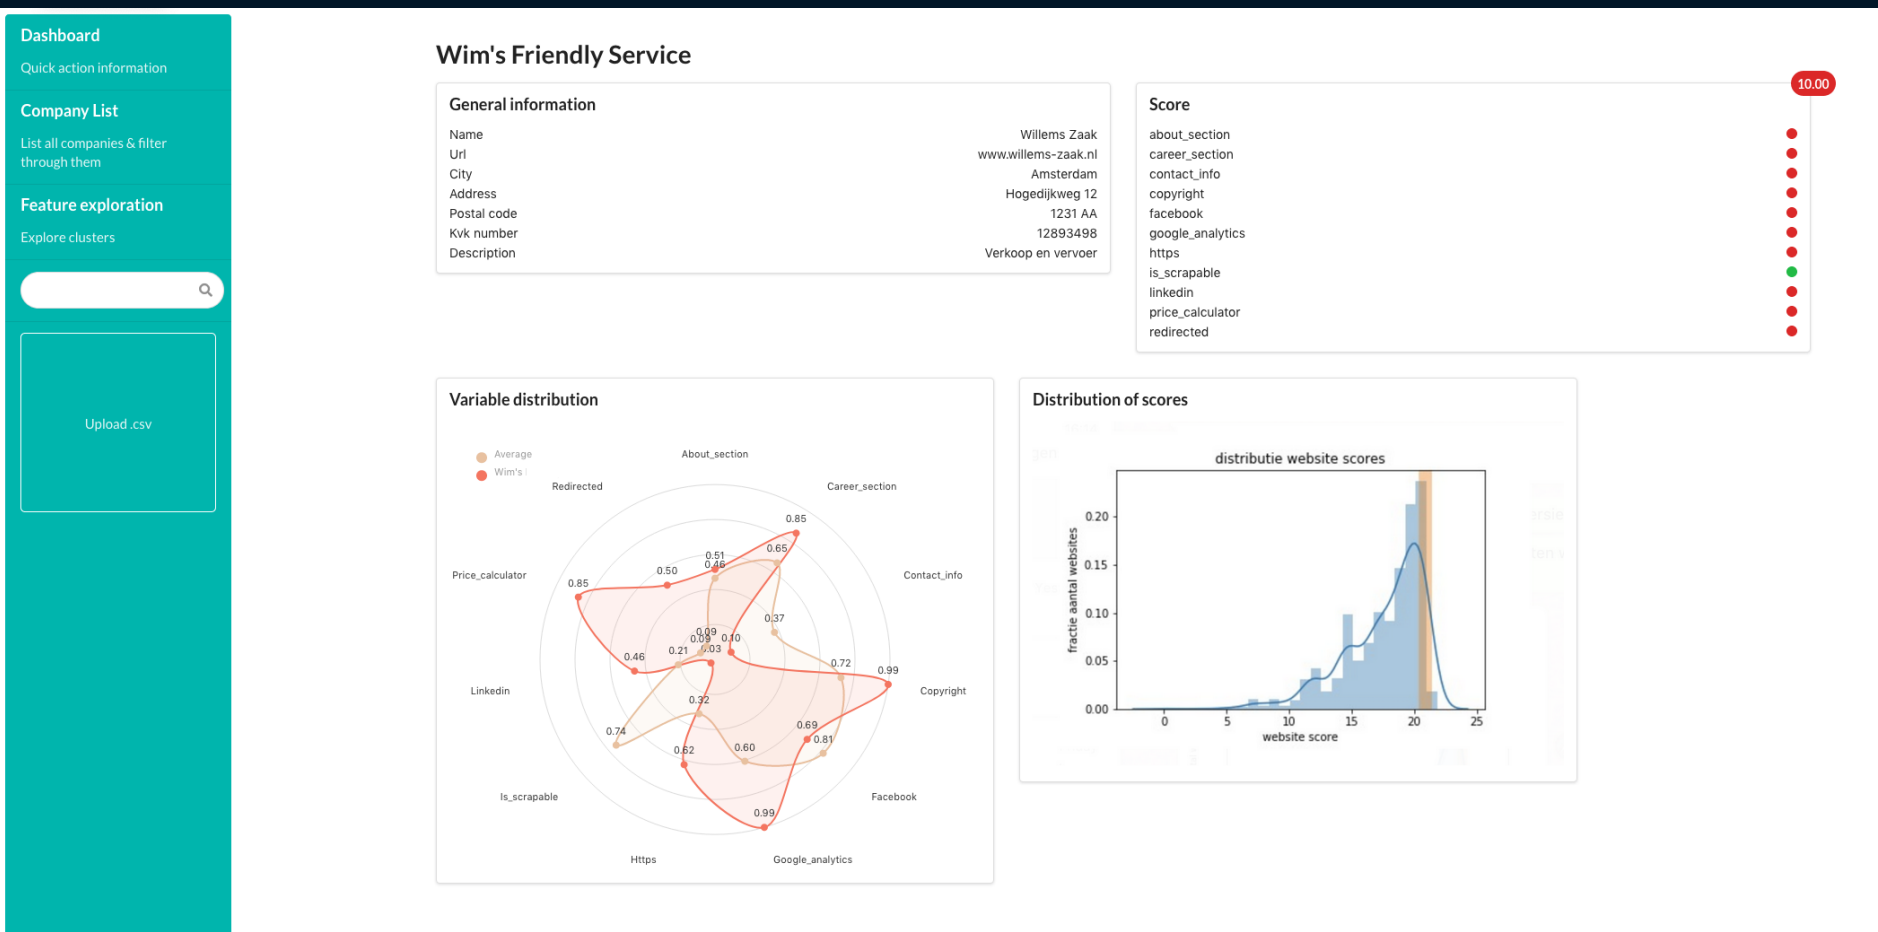 Dashboard
Quick action information
Company List
List all companies & filter
through them
Feature exploration
Explore clusters
Upload .csv
Wim's Friendly Service
General information
Name Willems Zaak
Url www.willems-zaak.nl
City Amsterdam
Address Hogedijkweg 12
Postal code 1231 AA
Kvk number 12893498
Description Verkoop en vervoer
10.00
Score
about_section
career_section
contact_info
copyright
facebook
google_analytics
https
is_scrapable
linkedin
price_calculator
redirected
Variable distribution
Average
Wim's
About_section
Redirected
Career_section
Price_calculator
Contact_info
Linkedin
Copyright
Is_scrapable
Facebook
Https
Google_analytics
0.85
0.65
0.51
0.46
0.50
0.85
0.37
0.09
0.09
0.10
0.03
0.21
0.46
0.72
0.99
0.32
0.69
0.81
0.74
0.62
0.60
0.99
Distribution of scores
distributie website scores
fractie aantal websites
0.20
0.15
0.10
0.05
0.00
0 5 10 15 20 25
website score